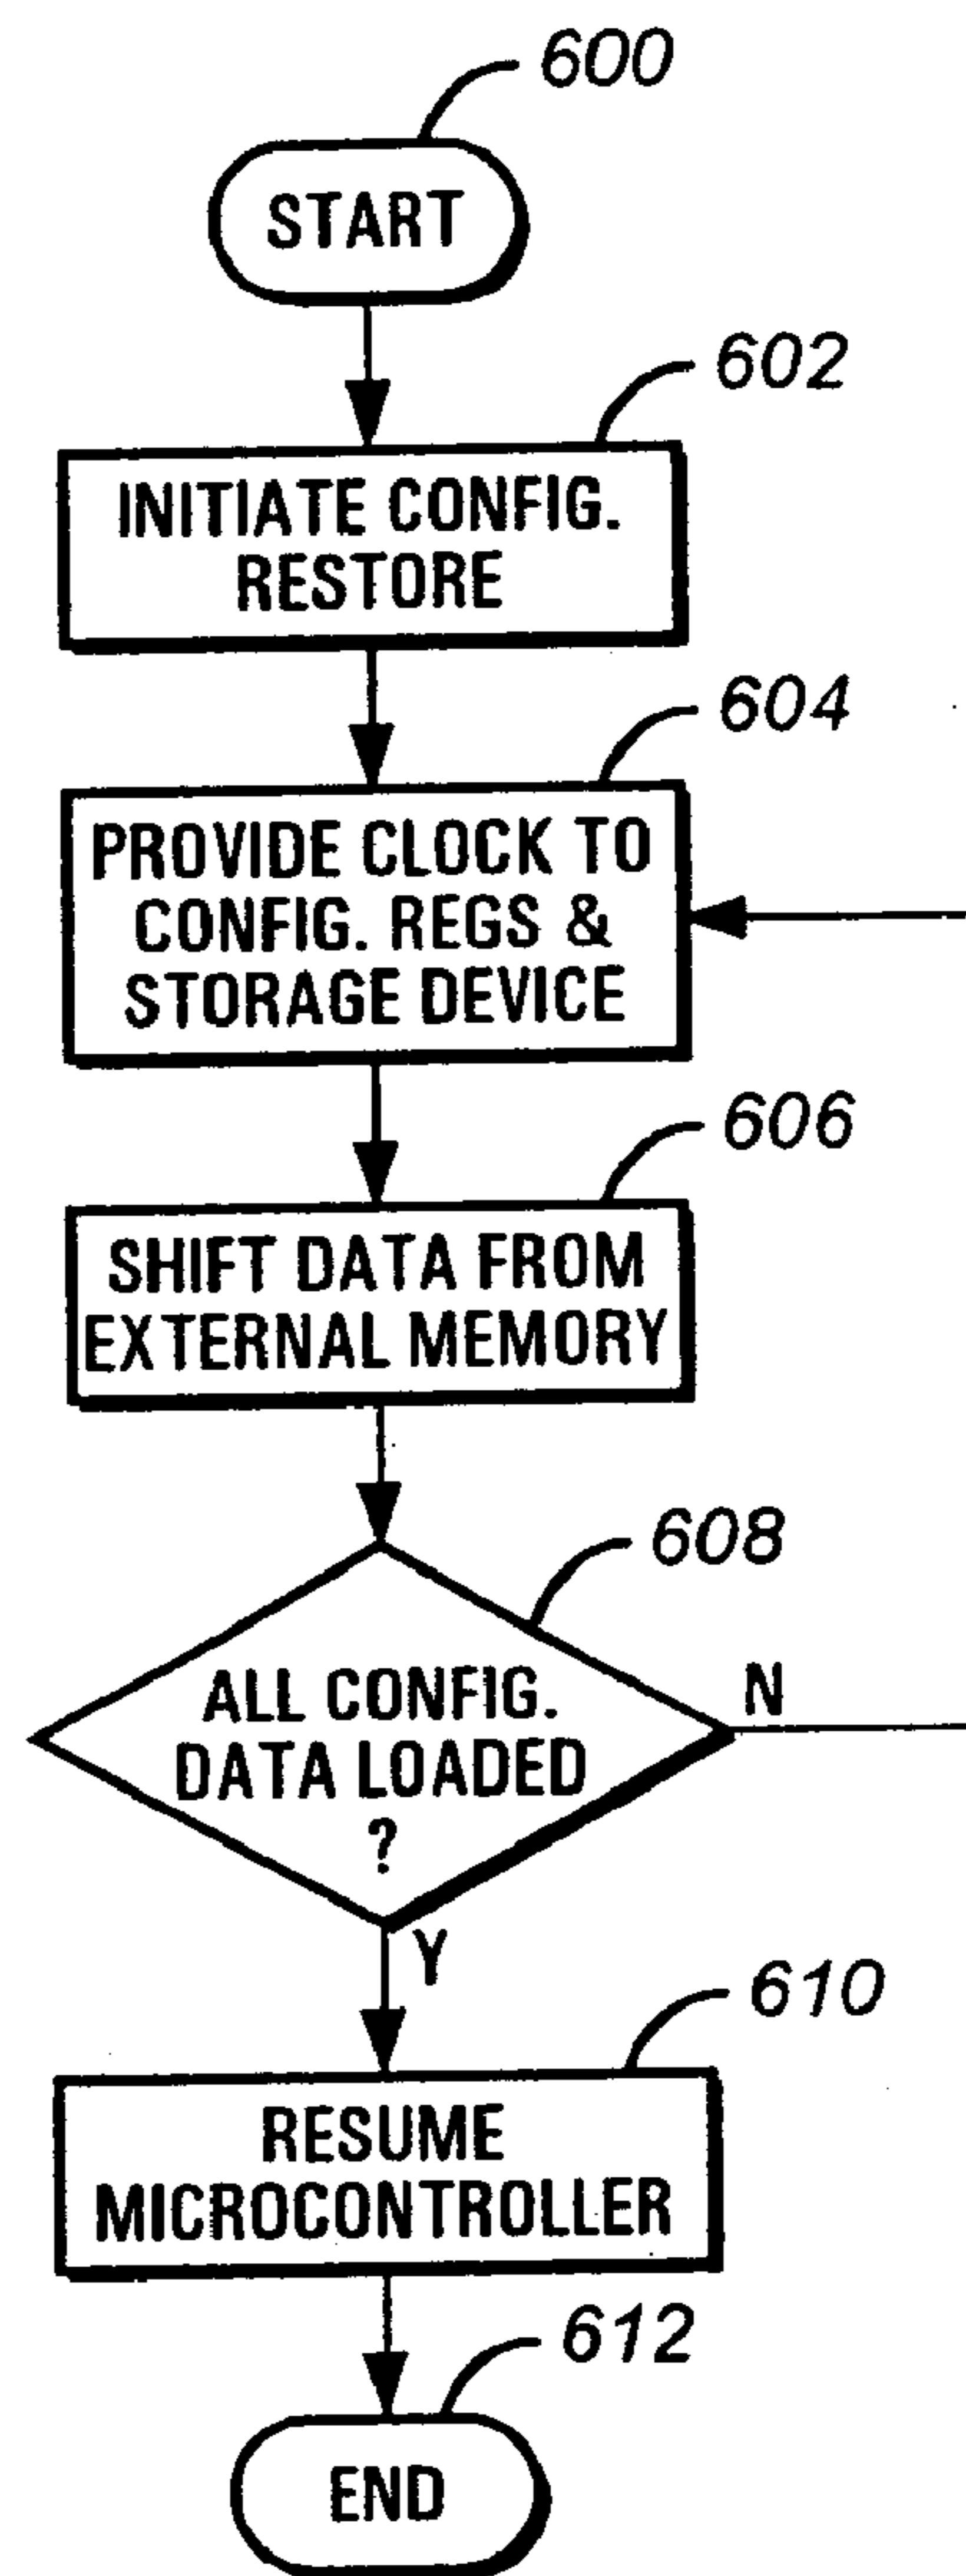 600
START
602
INITIATE CONFIG.
RESTORE
604
PROVIDE CLOCK TO
CONFIG. REGS &
STORAGE DEVICE
606
SHIFT DATA FROM
EXTERNAL MEMORY
608
ALL CONFIG.
DATA LOADED
?
N
Y
610
RESUME
MICROCONTROLLER
612
END